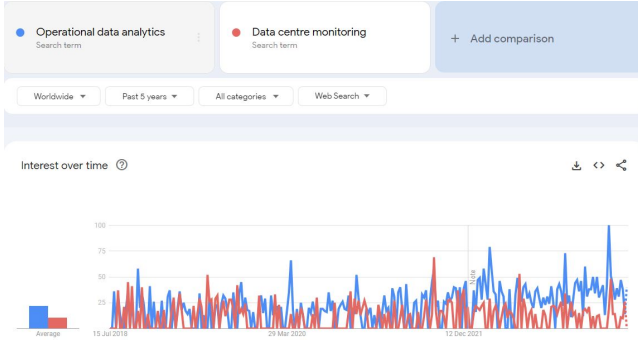 Operational data analytics
Search term
Data centre monitoring
Search term
+ Add comparison
Worldwide
Past 5 years
All categories
Web Search
Interest over time
100
75
50
25
Note
Average
15 Jul 2018
29 Mar 2020
12 Dec 2021